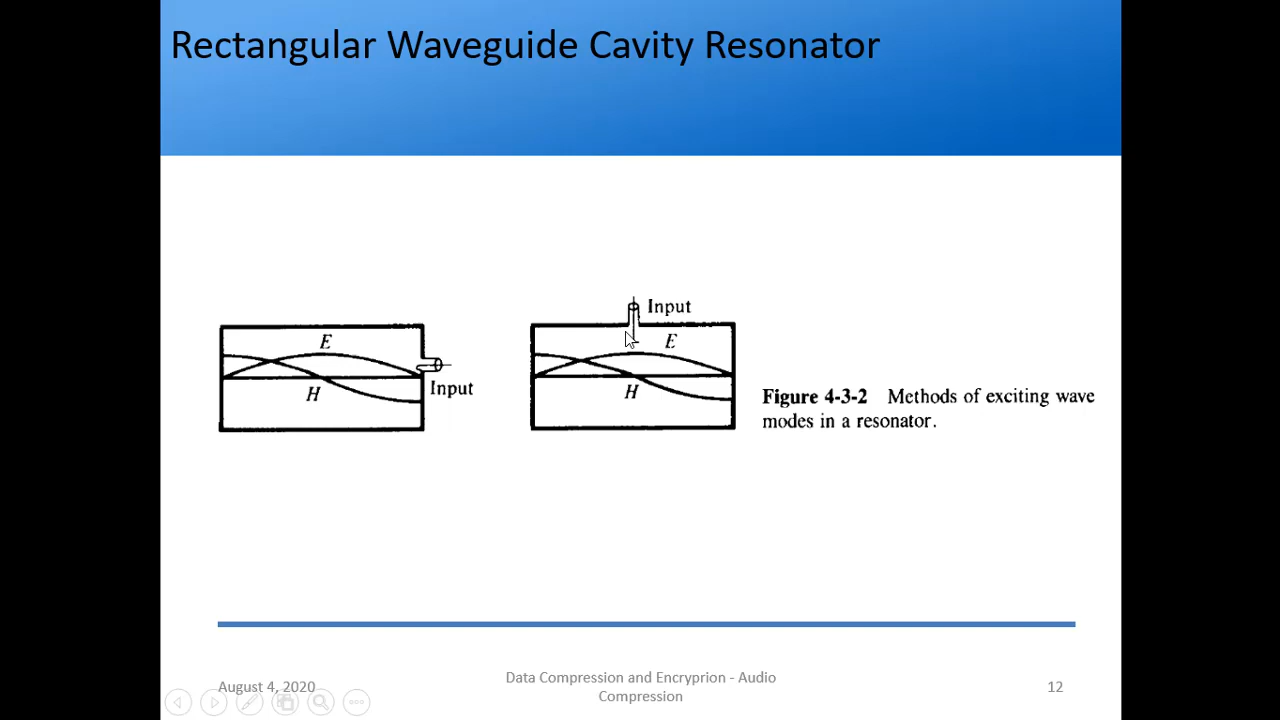 Rectangular Waveguide Cavity Resonator
E
H
Input
Input
E
H
Figure 4-3-2 Methods of exciting wave
modes in a resonator.
August 4, 2020
Data Compression and Encryprion - Audio
Compression
12